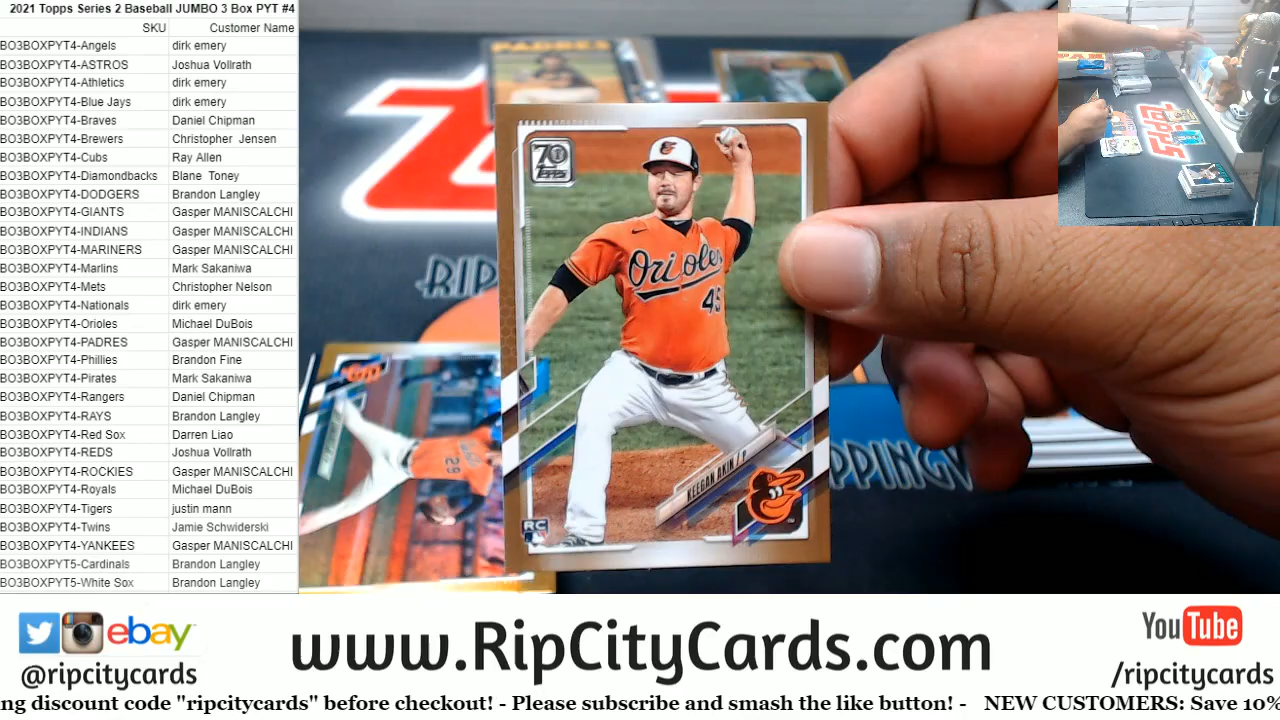 2021 Topps Series 2 Baseball JUMBO 3 Box PYT #4
SKU Customer Name
BO3BOXPYT4-Angels dirk emery
BO3BOXPYT4-ASTROS Joshua Vollrath
BO3BOXPYT4-Athletics dirk emery
BO3BOXPYT4-Blue Jays dirk emery
BO3BOXPYT4-Braves Daniel Chipman
BO3BOXPYT4-Brewers Christopher Jensen
BO3BOXPYT4-Cubs Ray Allen
BO3BOXPYT4-Diamondbacks Blane Toney
BO3BOXPYT4-DODGERS Brandon Langley
BO3BOXPYT4-GIANTS Gasper MANISCALCHI
BO3BOXPYT4-INDIANS Gasper MANISCALCHI
BO3BOXPYT4-MARINERS Gasper MANISCALCHI
BO3BOXPYT4-Marlins Mark Sakaniwa
BO3BOXPYT4-Mets Christopher Nelson
BO3BOXPYT4-Nationals dirk emery
BO3BOXPYT4-Orioles Michael DuBois
BO3BOXPYT4-PADRES Gasper MANISCALCHI
BO3BOXPYT4-Phillies Brandon Fine
BO3BOXPYT4-Pirates Mark Sakaniwa
BO3BOXPYT4-Rangers Daniel Chipman
BO3BOXPYT4-RAYS Brandon Langley
BO3BOXPYT4-Red Sox Darren Liao
BO3BOXPYT4-REDS Joshua Vollrath
BO3BOXPYT4-ROCKIES Gasper MANISCALCHI
BO3BOXPYT4-Royals Michael DuBois
BO3BOXPYT4-Tigers justin mann
BO3BOXPYT4-Twins Jamie Schwiderski
BO3BOXPYT4-YANKEES Gasper MANISCALCHI
BO3BOXPYT5-Cardinals Brandon Langley
BO3BOXPYT5-White Sox Brandon Langley
PADRES
70
Topps
Orioles
45
KEEGAN AKIN / P
RC
RIP
PPING
29
ebay
@ripcitycards
www.RipCityCards.com
YouTube
/ripcitycards
ng discount code "ripcitycards" before checkout! - Please subscribe and smash the like button! - NEW CUSTOMERS: Save 10%